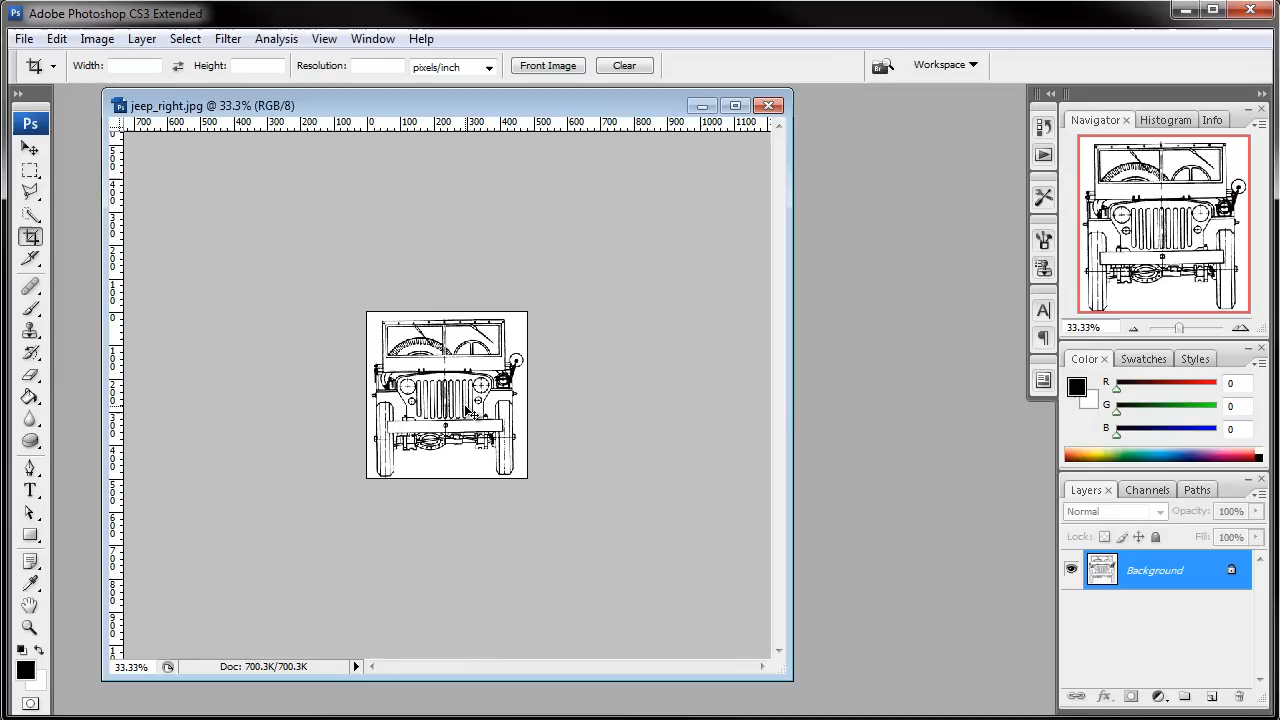 Ps Adobe Photoshop CS3 Extended
File Edit Image Layer Select Filter Analysis View Window Help
Width: Height: Resolution: pixels/inch Front Image Clear Br Workspace
jeep_right.jpg @ 33.3% (RGB/8)
700 600 500 400 300 200 100 0 100 200 300 400 500 600 700 800 900 1000 1100
Ps
Navigator Histogram Info
33.33%
Color Swatches Styles
R 0
G 0
B 0
Layers Channels Paths
Normal Opacity: 100%
Lock: Fill: 100%
Background
T
A
33.33% Doc: 700.3K/700.3K